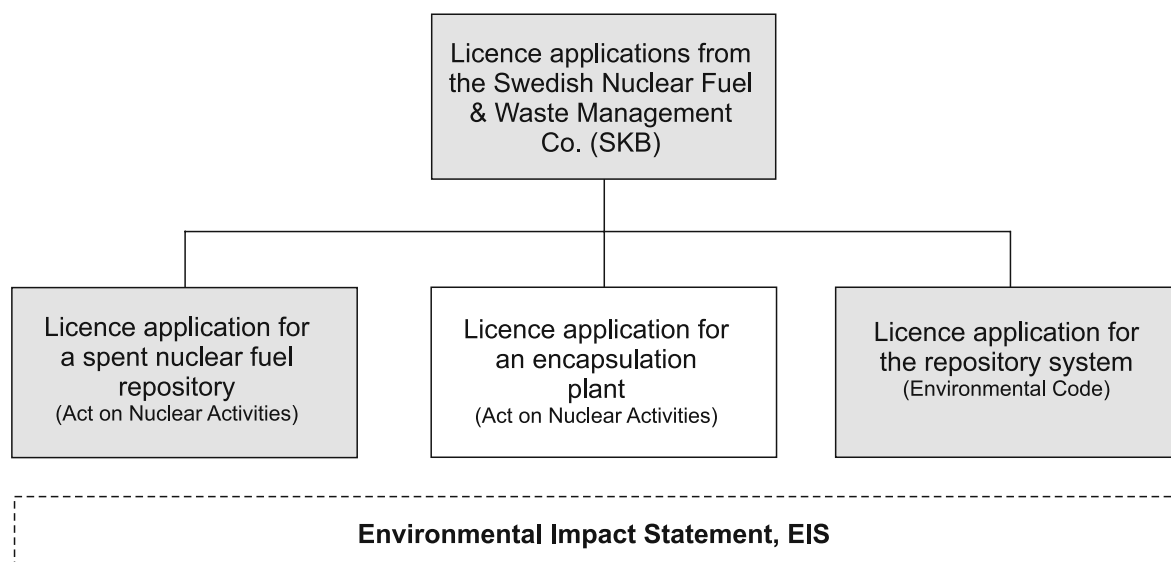 Licence applications from
the Swedish Nuclear Fuel
& Waste Management
Co. (SKB)
Licence application for
a spent nuclear fuel
repository
(Act on Nuclear Activities)
Licence application for
an encapsulation
plant
(Act on Nuclear Activities)
Licence application for
the repository system
(Environmental Code)
Environmental Impact Statement, EIS